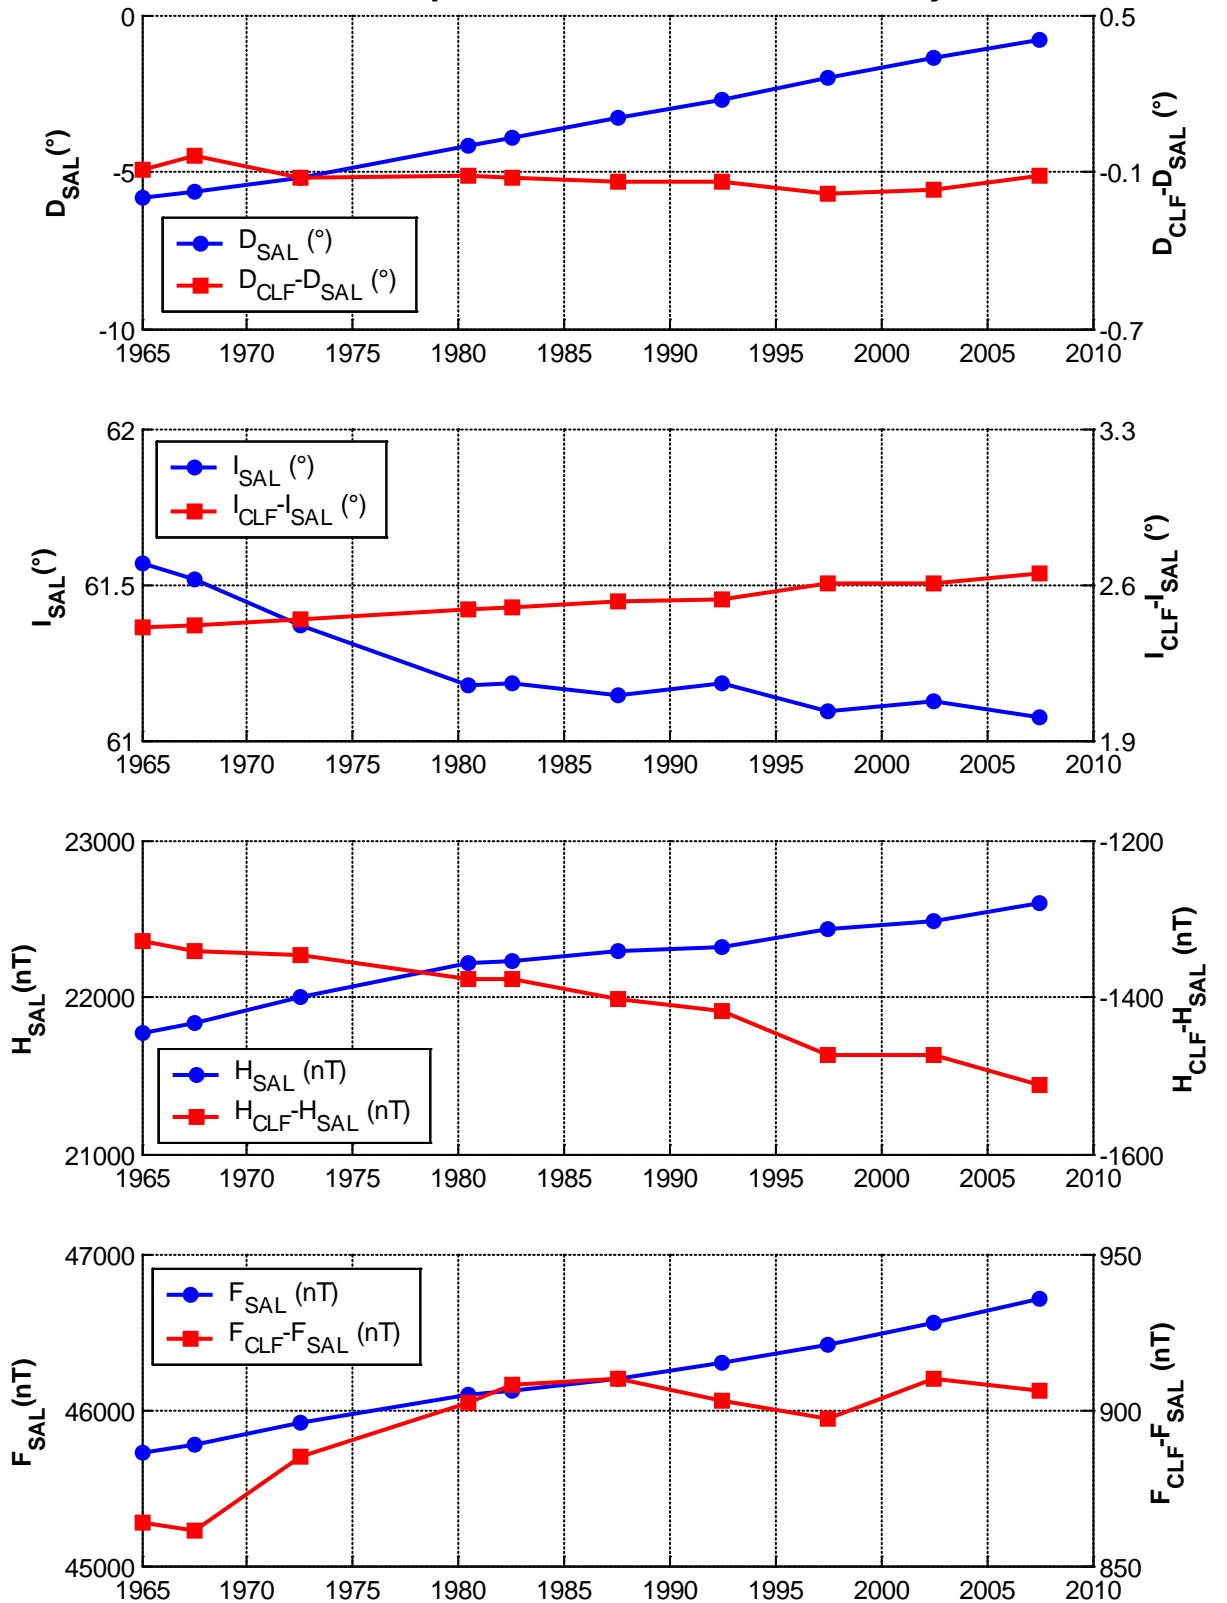 0
0.5
-5
-0.1
-10
-0.7
D_SAL(°)
D_CLF-D_SAL (°)
D_SAL (°)
D_CLF-D_SAL (°)
1965 1970 1975 1980 1985 1990 1995 2000 2005 2010
62
3.3
61.5
2.6
61
1.9
I_SAL(°)
I_CLF-I_SAL (°)
I_SAL (°)
I_CLF-I_SAL (°)
1965 1970 1975 1980 1985 1990 1995 2000 2005 2010
23000
-1200
22000
-1400
21000
-1600
H_SAL(nT)
H_CLF-H_SAL (nT)
H_SAL (nT)
H_CLF-H_SAL (nT)
1965 1970 1975 1980 1985 1990 1995 2000 2005 2010
47000
950
46000
900
45000
850
F_SAL(nT)
F_CLF-F_SAL (nT)
F_SAL (nT)
F_CLF-F_SAL (nT)
1965 1970 1975 1980 1985 1990 1995 2000 2005 2010